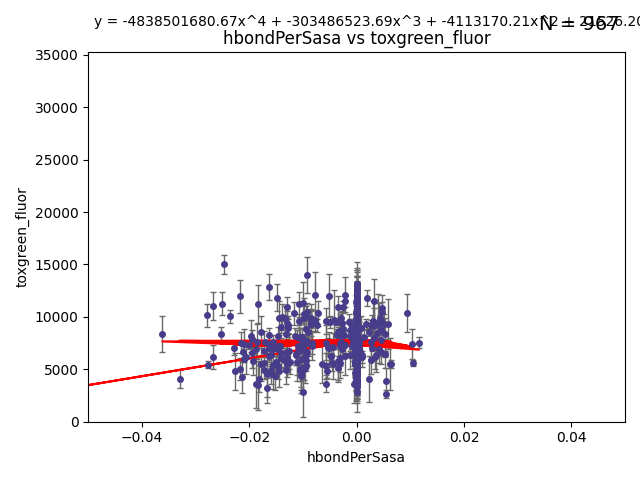 y = -4838501680.67x^4 + -303486523.69x^3 + -4113170.21x^2 +
N = 967
hbondPerSasa vs toxgreen_fluor
35000
30000
25000
20000
15000
10000
5000
0
toxgreen_fluor
−0.04
−0.02
0.00
0.02
0.04
hbondPerSasa